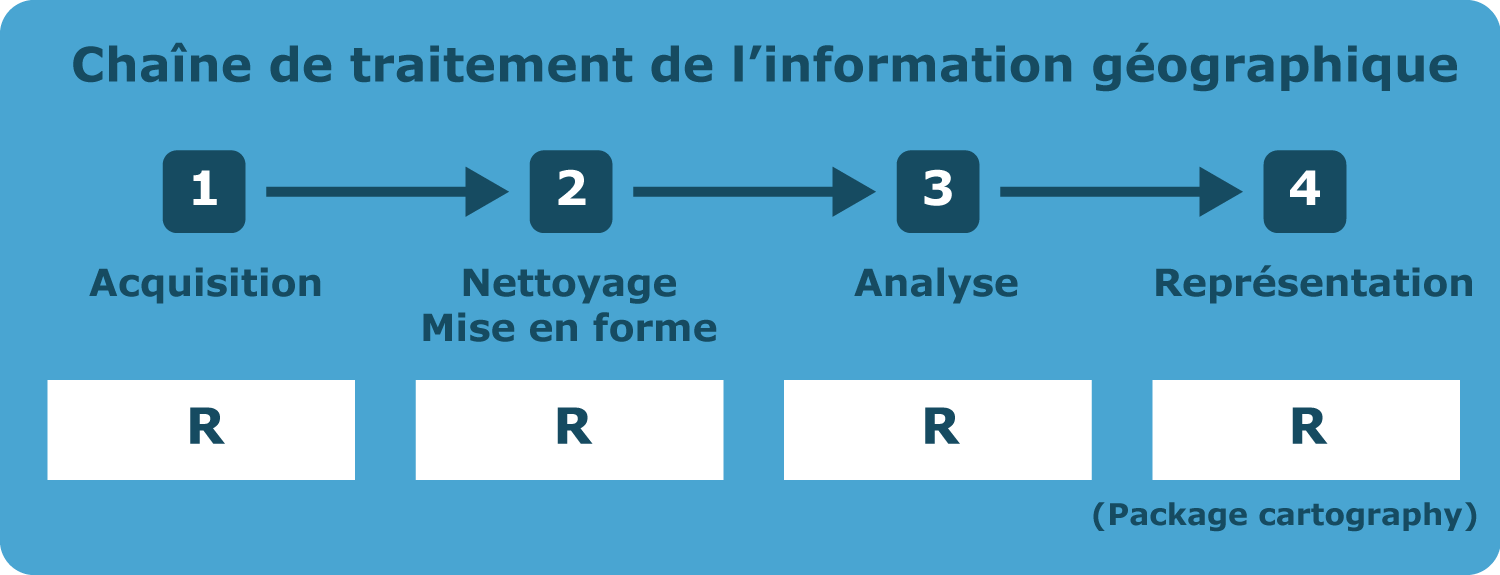 Chaîne de traitement de l’information géographique
1
2
3
4
Acquisition
Nettoyage
Mise en forme
Analyse
Représentation
R
R
R
R
(Package cartography)